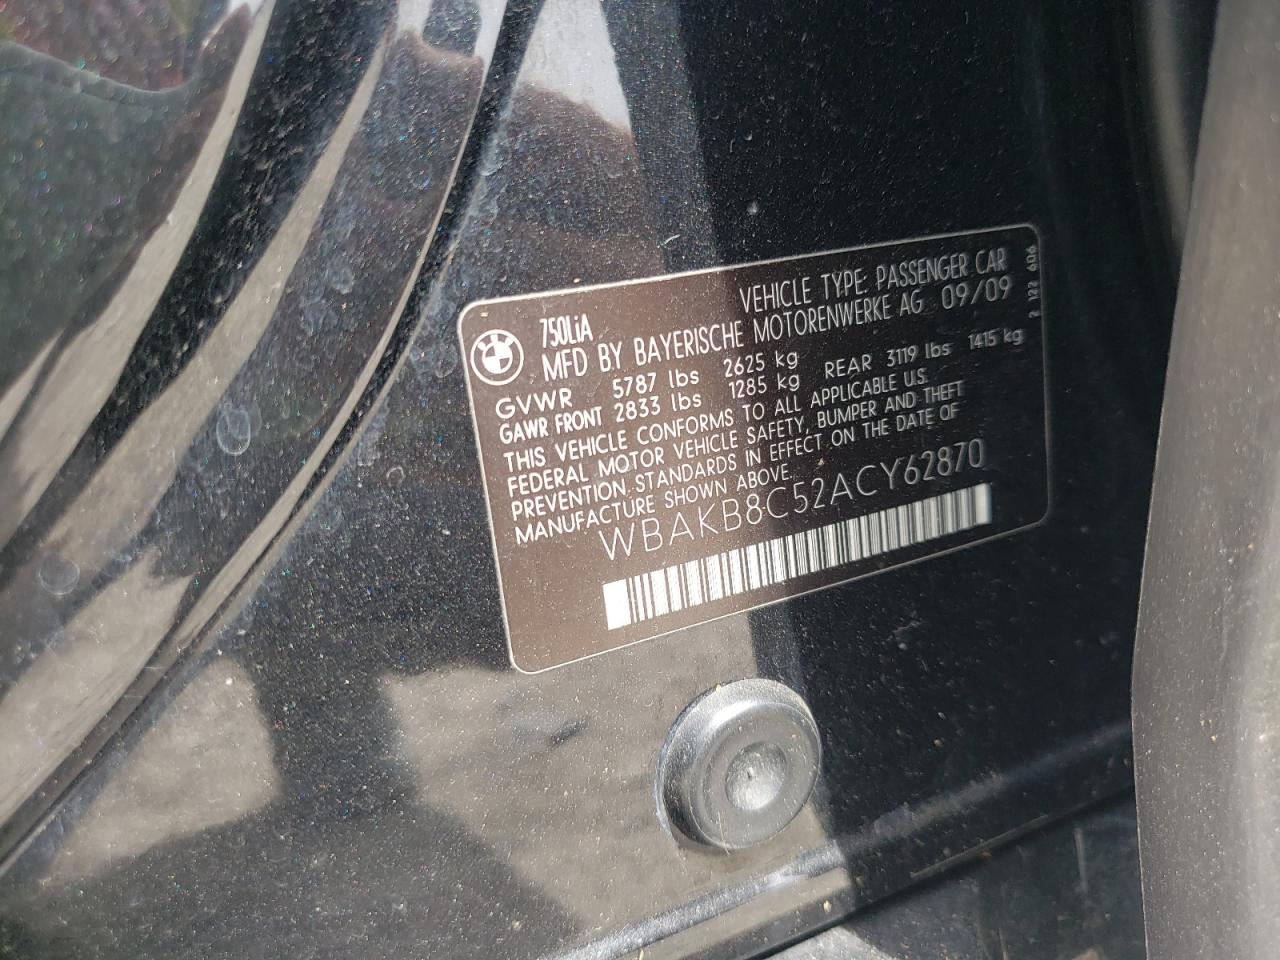 VEHICLE TYPE: PASSENGER CAR
750LiA
MFD BY BAYERISCHE MOTORENWERKE AG 09/09
GVWR 5787 lbs 2625 kg
GAWR FRONT 2833 lbs 1285 kg REAR 3119 lbs 1415 kg
THIS VEHICLE CONFORMS TO ALL APPLICABLE U.S.
FEDERAL MOTOR VEHICLE SAFETY, BUMPER AND THEFT
PREVENTION STANDARDS IN EFFECT ON THE DATE OF
MANUFACTURE SHOWN ABOVE.
WBAKB8C52ACY62870
2 122 606